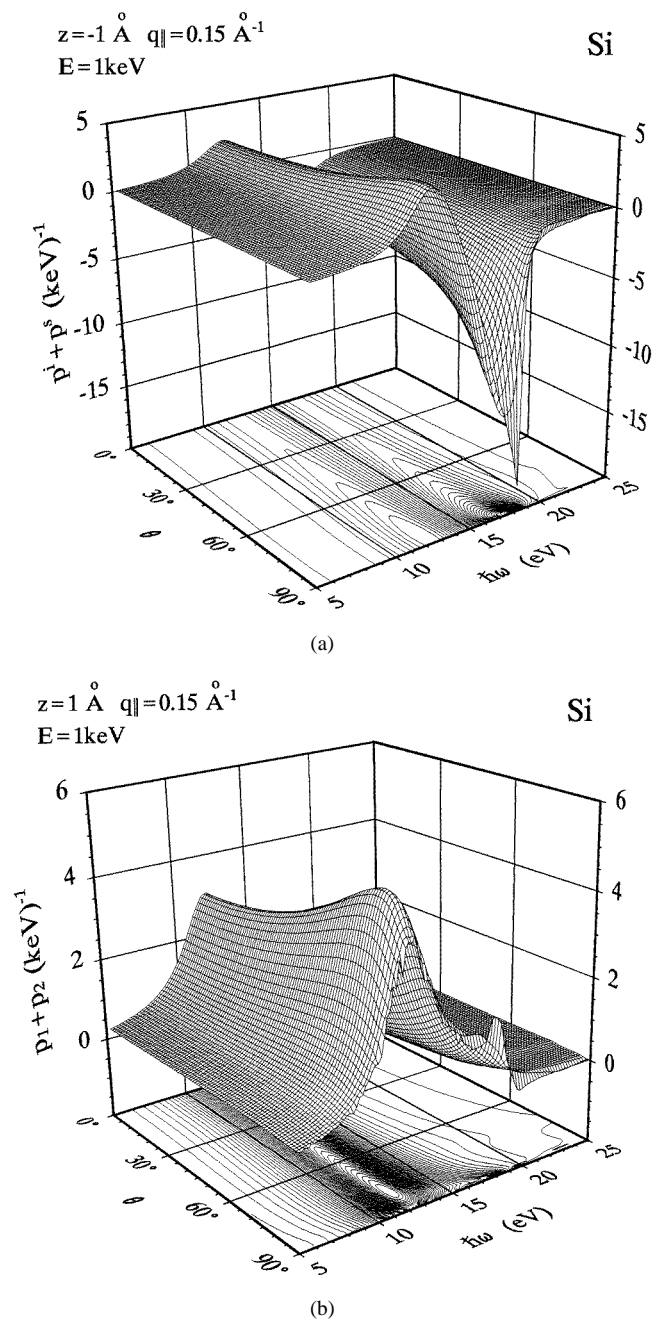 z=-1 Å q∥=0.15 Å-1
E=1keV
Si
5
0
-5
-10
-15
pi+ps (keV)-1
5
0
-5
-10
-15
0°
30°
60°
90°
θ
5
10
15
20
25
ħω (eV)
(a)
z=1 Å q∥=0.15 Å-1
E=1keV
Si
6
4
2
0
p1+p2 (keV)-1
6
4
2
0
0°
30°
60°
90°
θ
5
10
15
20
25
ħω (eV)
(b)